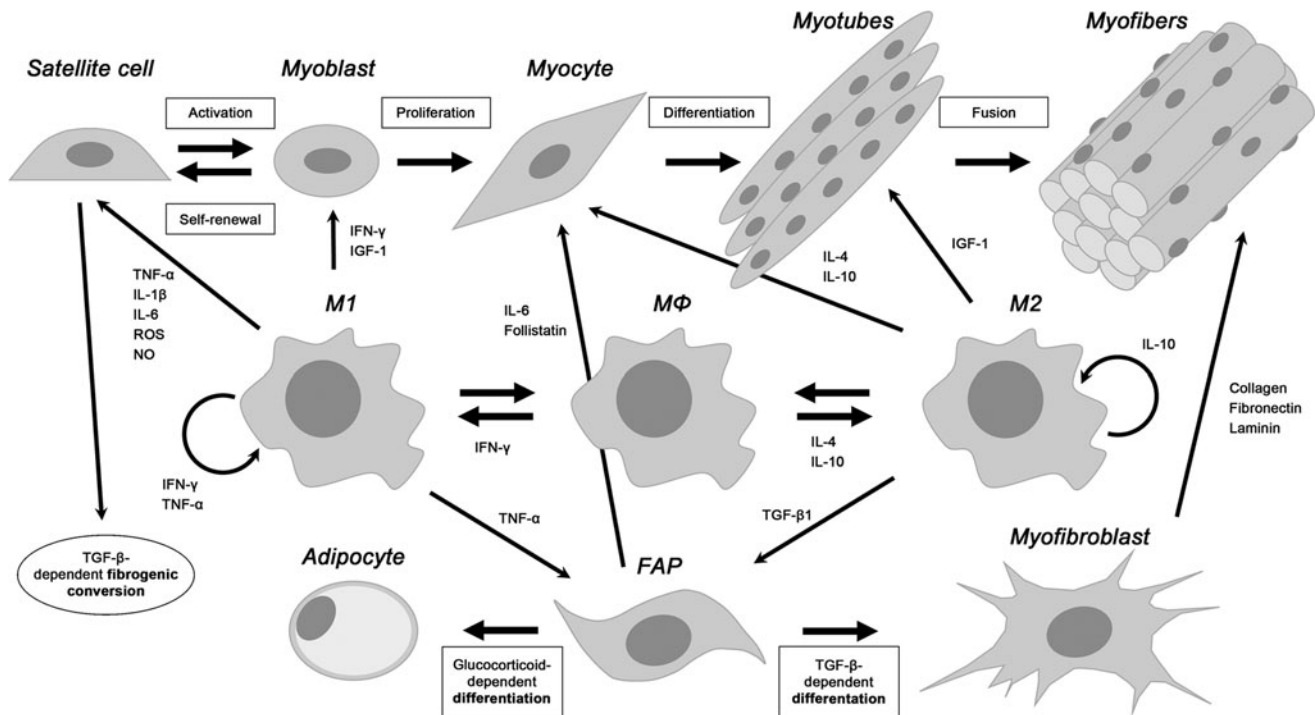 Satellite cell
Myoblast
Myocyte
Myotubes
Myofibers
Activation
Proliferation
Differentiation
Fusion
Self-renewal
IFN-γ
IGF-1
TNF-α
IL-1β
IL-6
ROS
NO
IL-4
IL-10
IGF-1
M1
MΦ
M2
IL-6
Follistatin
IL-10
Collagen
Fibronectin
Laminin
IFN-γ
IL-4
IL-10
IFN-γ
TNF-α
TNF-α
TGF-β1
TGF-β-
dependent fibrogenic
conversion
Adipocyte
FAP
Myofibroblast
Glucocorticoid-
dependent
differentiation
TGF-β-
dependent
differentation